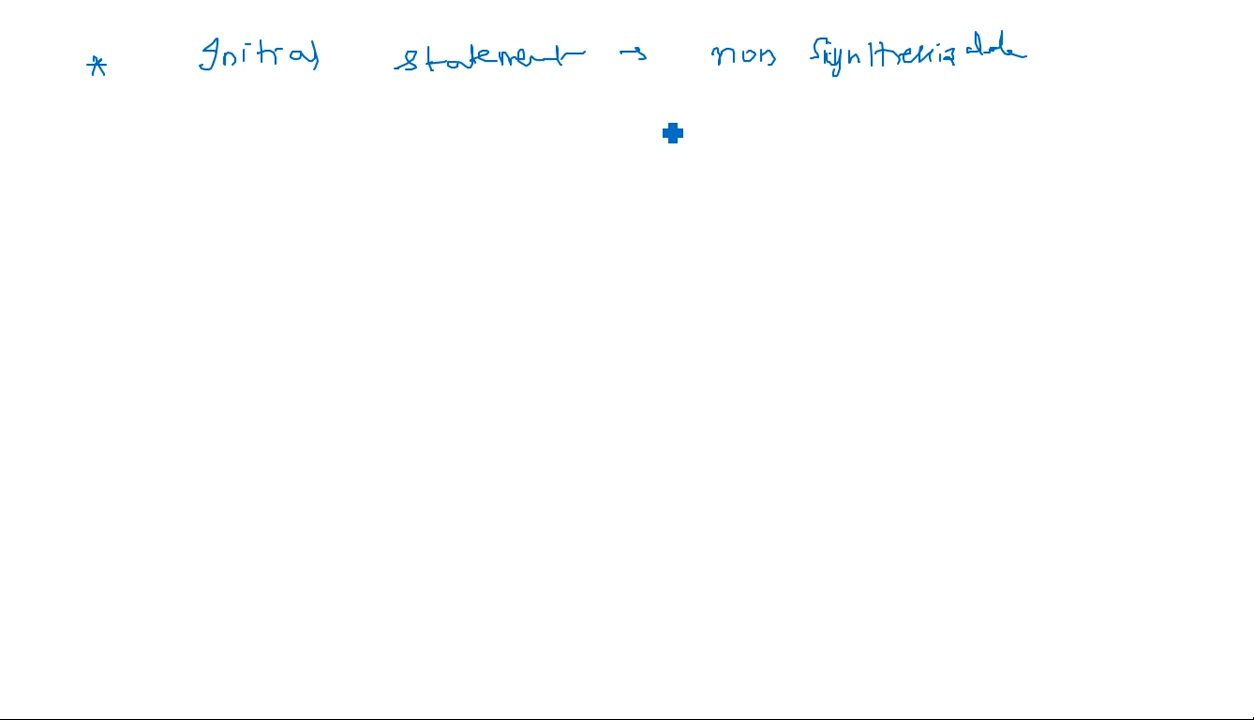 * Initial statement → non synthesizable